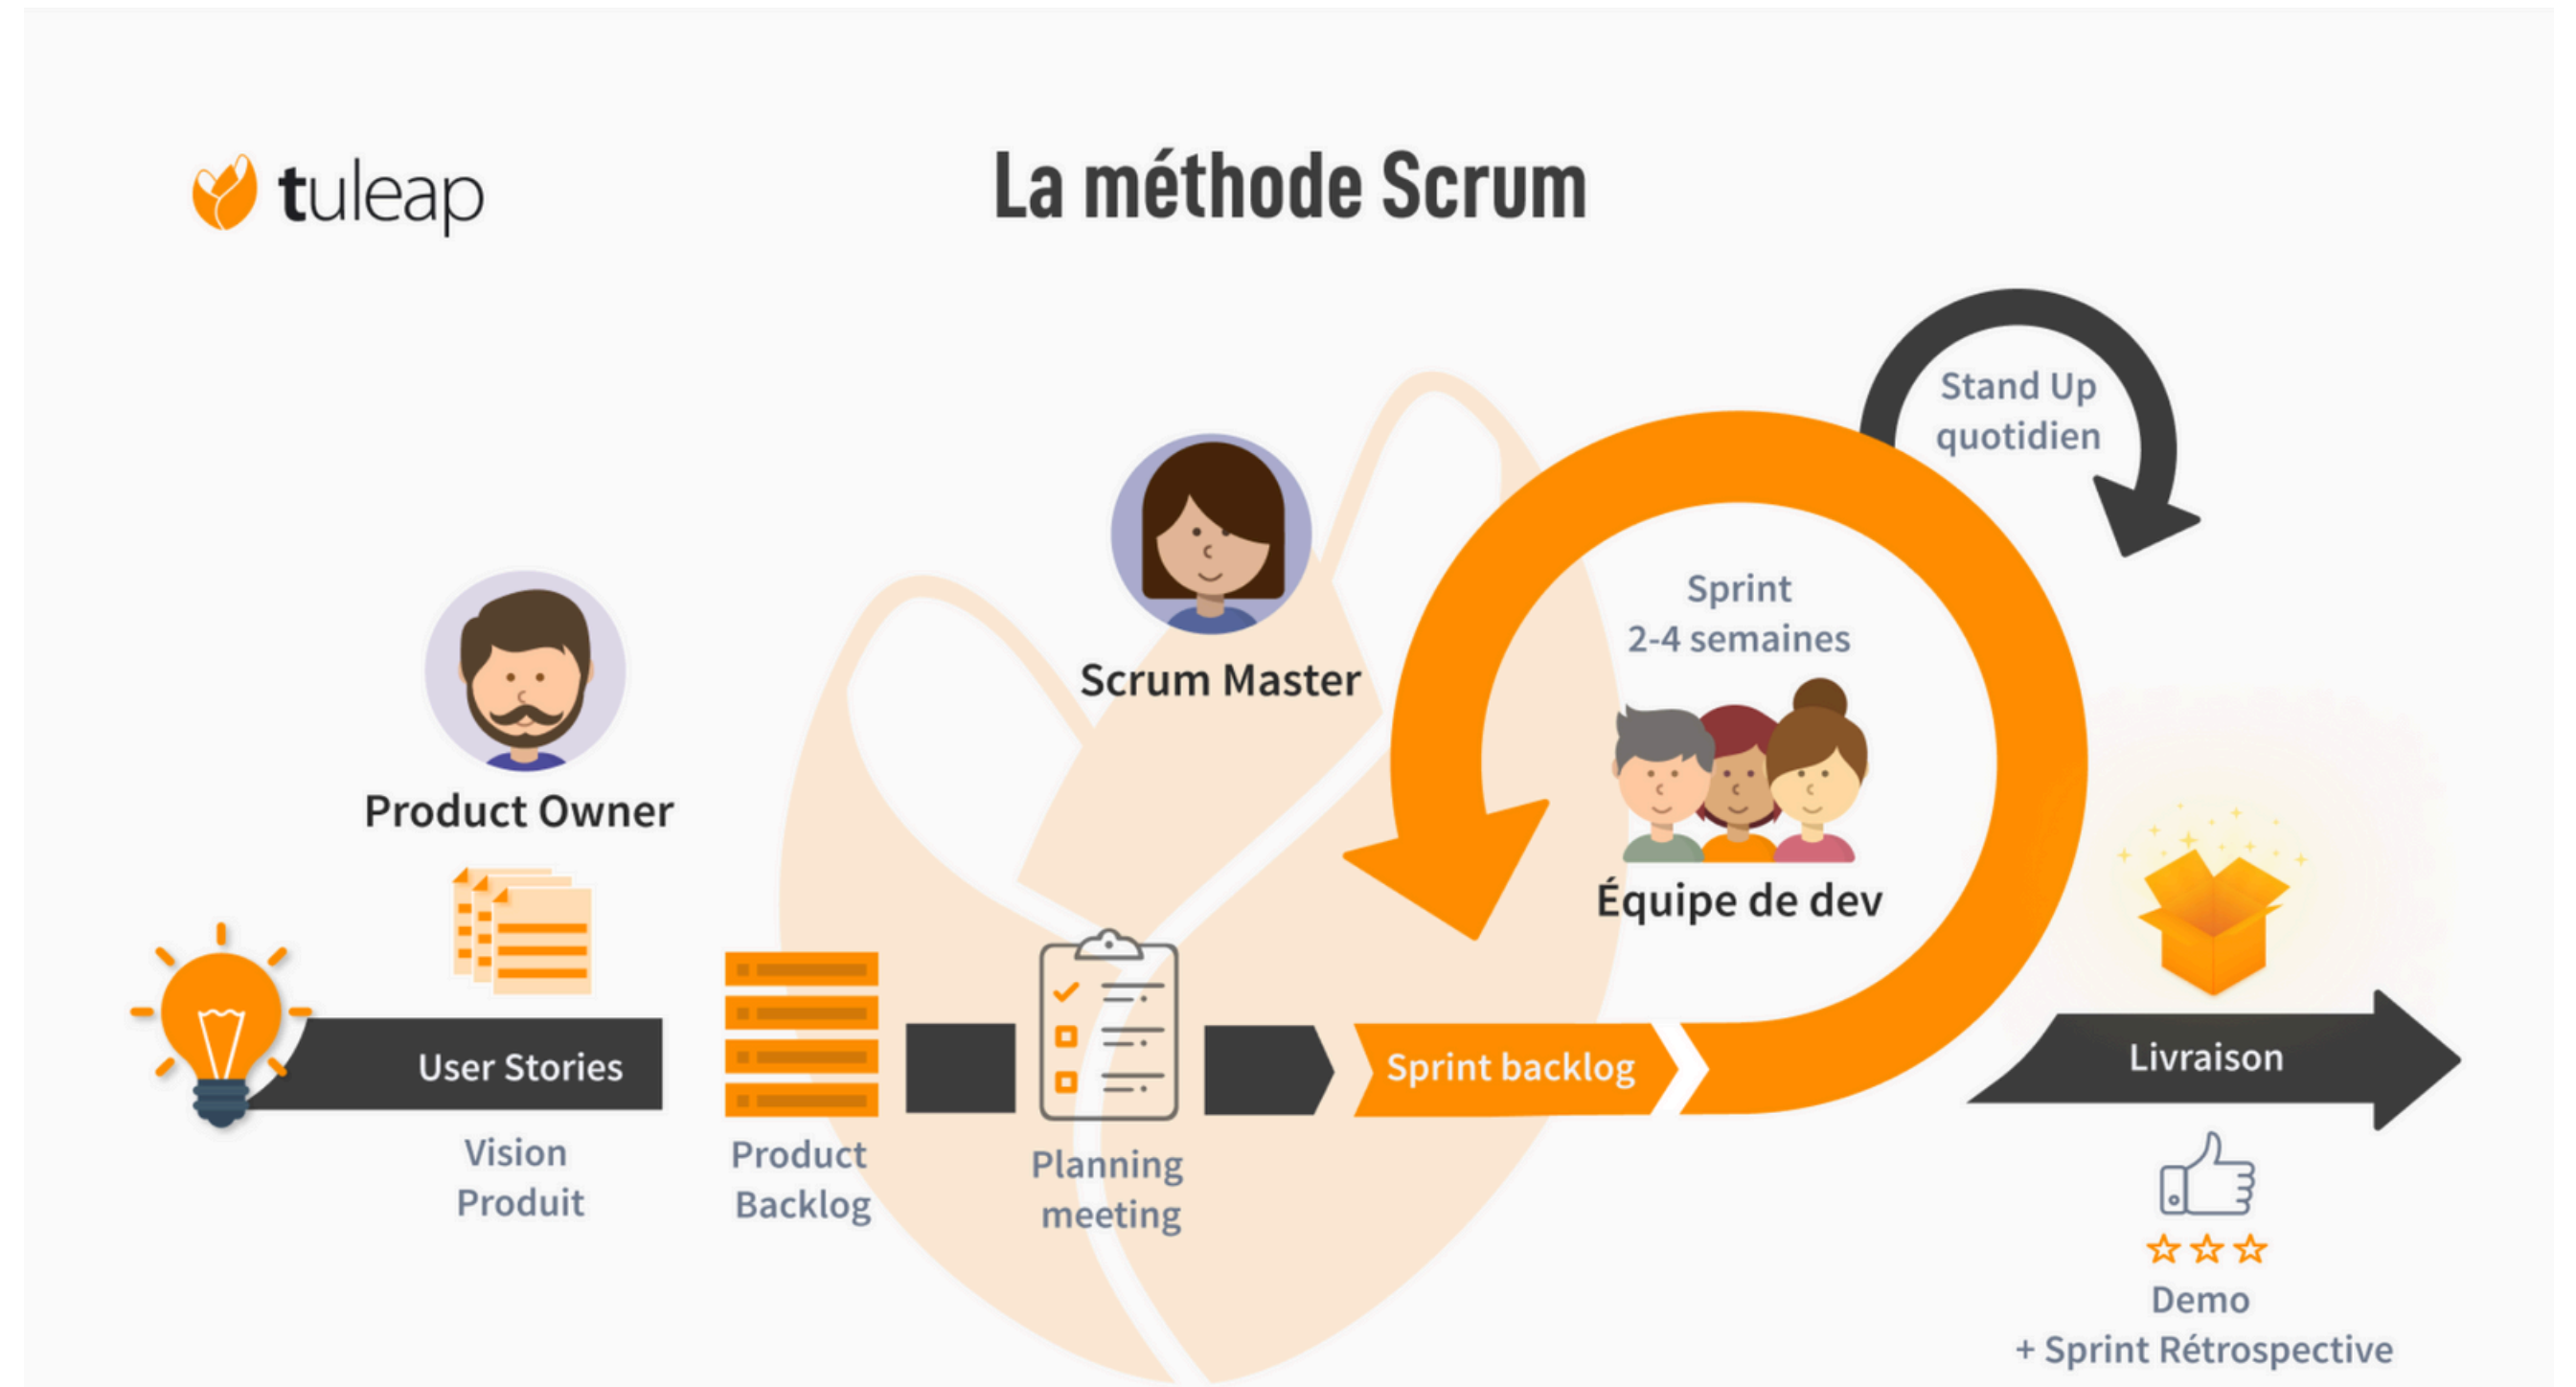 tuleap
La méthode Scrum
Stand Up
quotidien
Sprint
2-4 semaines
Scrum Master
Product Owner
Équipe de dev
User Stories
Sprint backlog
Livraison
Vision
Produit
Product
Backlog
Planning
meeting
Demo
+ Sprint Rétrospective